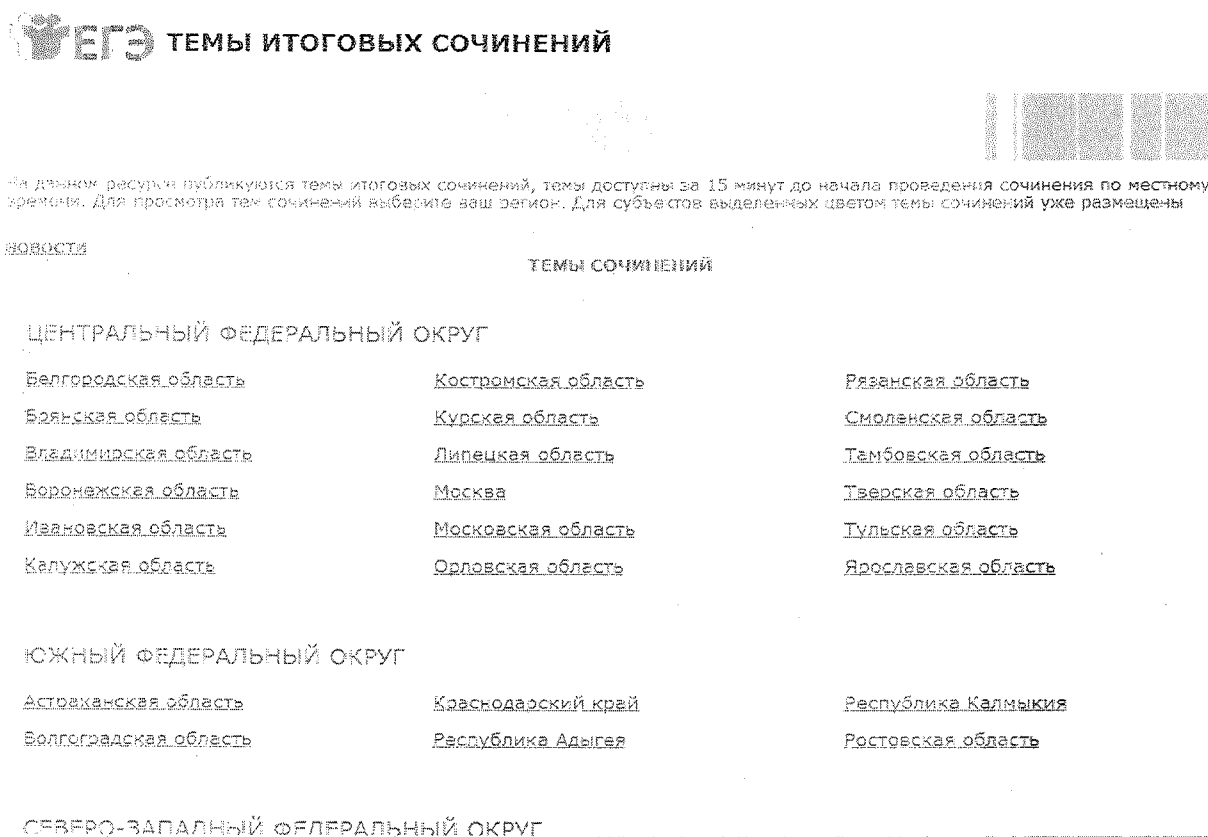 ЕГЭ ТЕМЫ ИТОГОВЫХ СОЧИНЕНИЙ
На данном ресурсе публикуются темы итоговых сочинений, темы доступны за 15 минут до начала проведения сочинения по местному
времени. Для просмотра тем сочинений выберите ваш регион. Для субъектов выделенных цветом темы сочинений уже размещены
НОВОСТИ
ТЕМЫ СОЧИНЕНИЙ
ЦЕНТРАЛЬНЫЙ ФЕДЕРАЛЬНЫЙ ОКРУГ
Белгородская область Костромская область Рязанская область
Брянская область Курская область Смоленская область
Владимирская область Липецкая область Тамбовская область
Воронежская область Москва Тверская область
Ивановская область Московская область Тульская область
Калужская область Орловская область Ярославская область
ЮЖНЫЙ ФЕДЕРАЛЬНЫЙ ОКРУГ
Астраханская область Краснодарский край Республика Калмыкия
Волгоградская область Республика Адыгея Ростовская область
СЕВЕРО-ЗАПАДНЫЙ ФЕДЕРАЛЬНЫЙ ОКРУГ